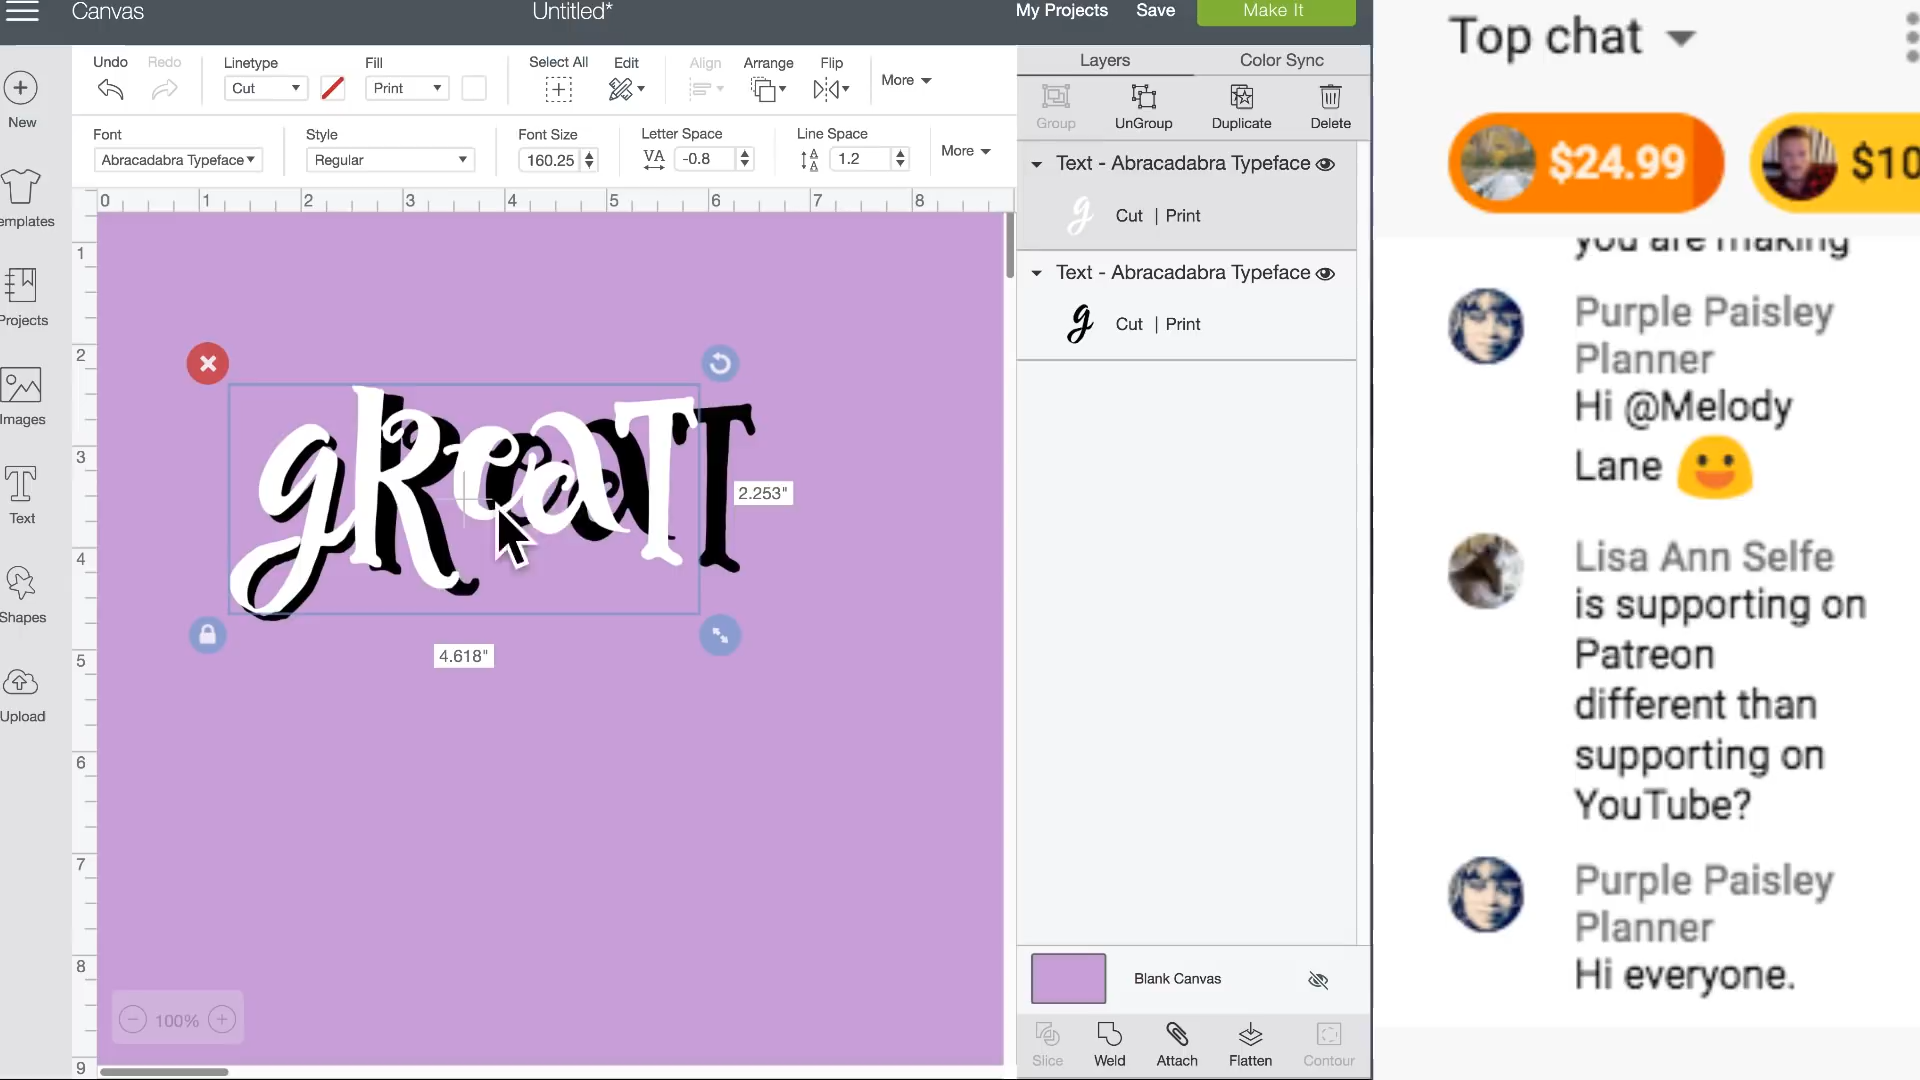 Canvas
Untitled*
My Projects
Save
Make It
Undo
Redo
Linetype
Cut
Fill
Print
Select All
Edit
Align
Arrange
Flip
More
Font
Abracadabra Typeface
Style
Regular
Font Size
160.25
Letter Space
VA
-0.8
Line Space
1.2
More
New
emplates
Projects
Images
Text
Shapes
Upload
0 1 2 3 4 5 6 7 8
1
2
3
4
5
6
7
8
9
gReaT
gReaT
2.253"
4.618"
100%
Layers
Color Sync
Group
UnGroup
Duplicate
Delete
Text - Abracadabra Typeface
g Cut | Print
Text - Abracadabra Typeface
g Cut | Print
Blank Canvas
Slice
Weld
Attach
Flatten
Contour
Top chat
$24.99
$10
you are making
Purple Paisley
Planner
Hi @Melody
Lane
Lisa Ann Selfe
is supporting on
Patreon
different than
supporting on
YouTube?
Purple Paisley
Planner
Hi everyone.